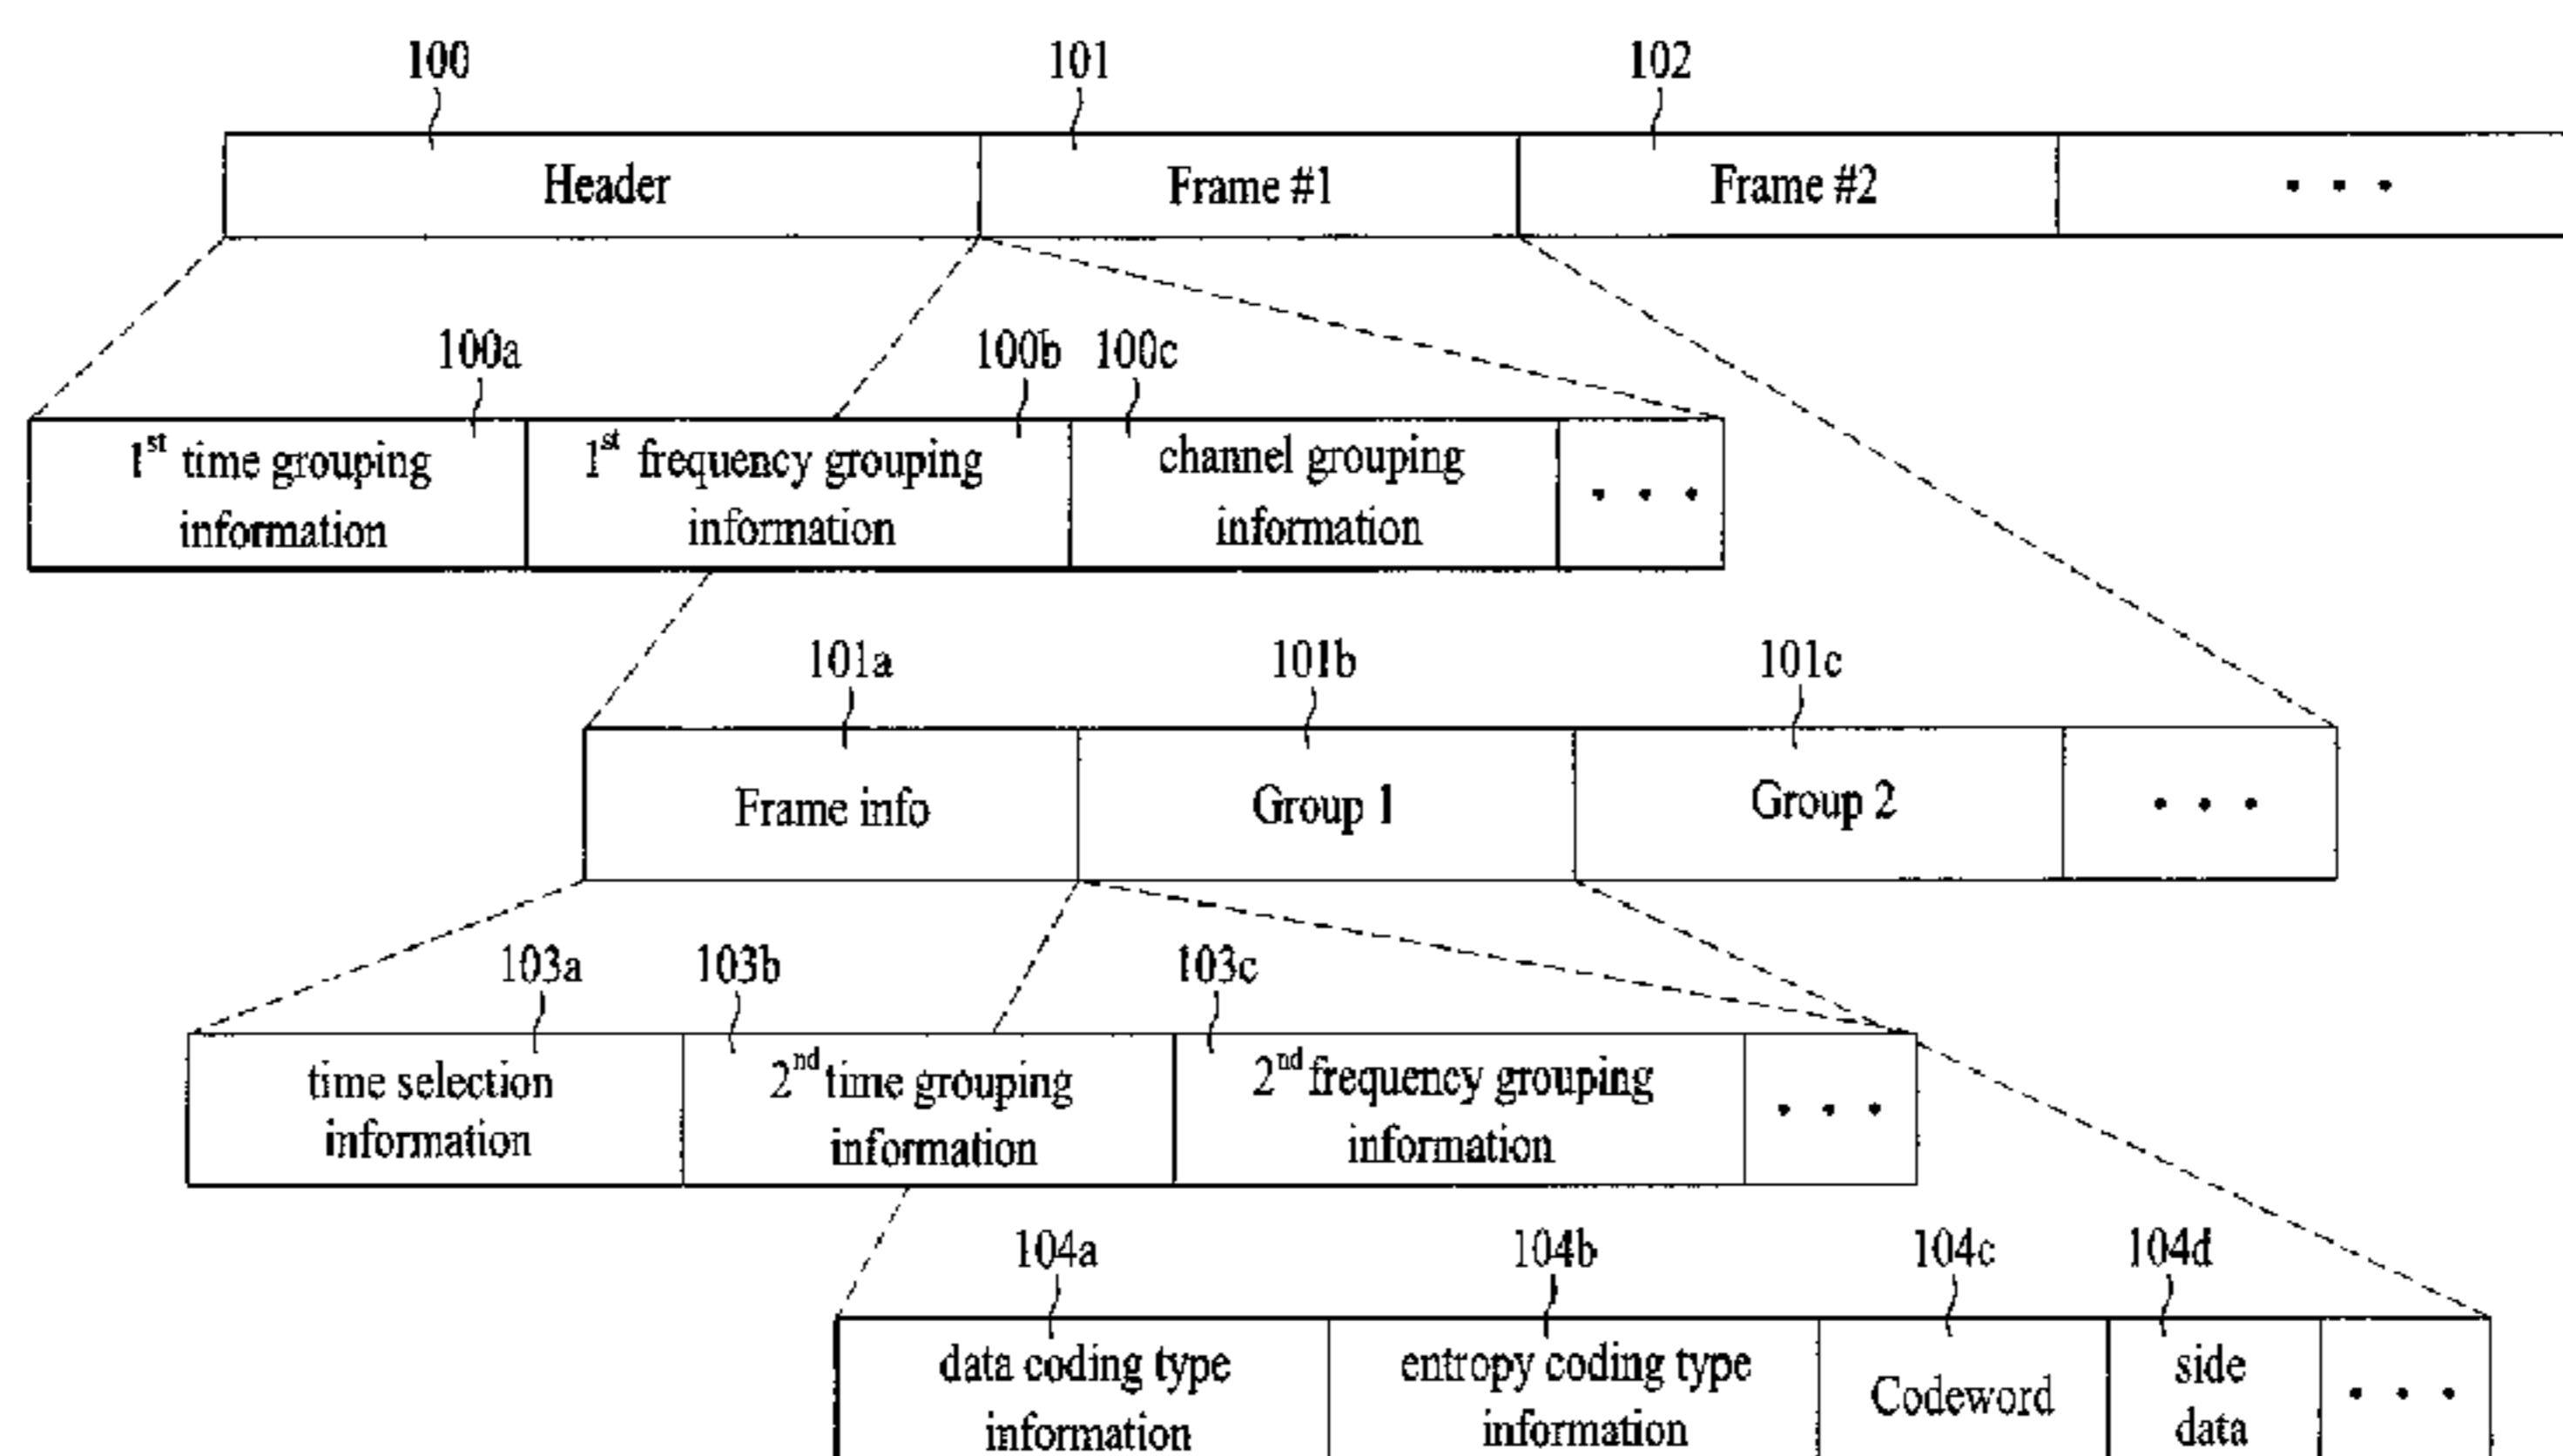 100 101 102
Header Frame #1 Frame #2 • • •
100a 100b 100c
1st time grouping information 1st frequency grouping information channel grouping information • • •
101a 101b 101c
Frame info Group 1 Group 2 • • •
103a 103b 103c
time selection information 2nd time grouping information 2nd frequency grouping information • • •
104a 104b 104c 104d
data coding type information entropy coding type information Codeword side data • • •